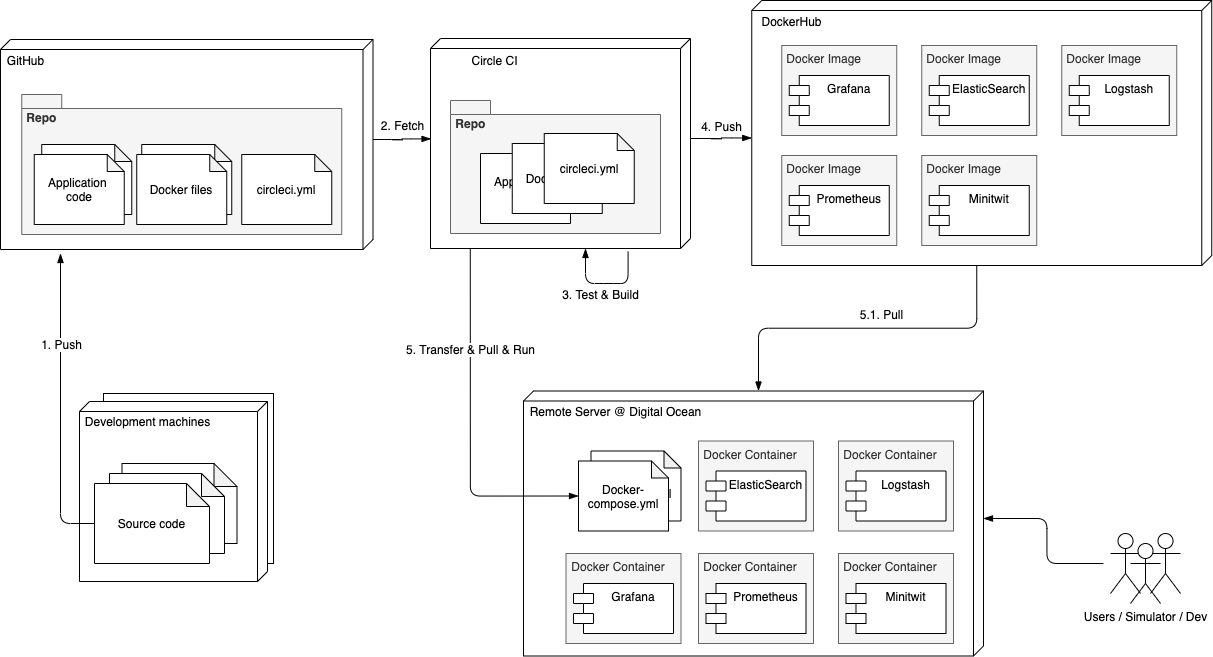 GitHub
Repo
Application
code
Docker files
circleci.yml
2. Fetch
Circle CI
Repo
App
Doc
circleci.yml
3. Test & Build
4. Push
DockerHub
Docker Image
Grafana
Docker Image
ElasticSearch
Docker Image
Logstash
Docker Image
Prometheus
Docker Image
Minitwit
1. Push
5. Transfer & Pull & Run
5.1. Pull
Development machines
Source code
Remote Server @ Digital Ocean
Docker-
compose.yml
Docker Container
ElasticSearch
Docker Container
Logstash
Docker Container
Grafana
Docker Container
Prometheus
Docker Container
Minitwit
Users / Simulator / Dev